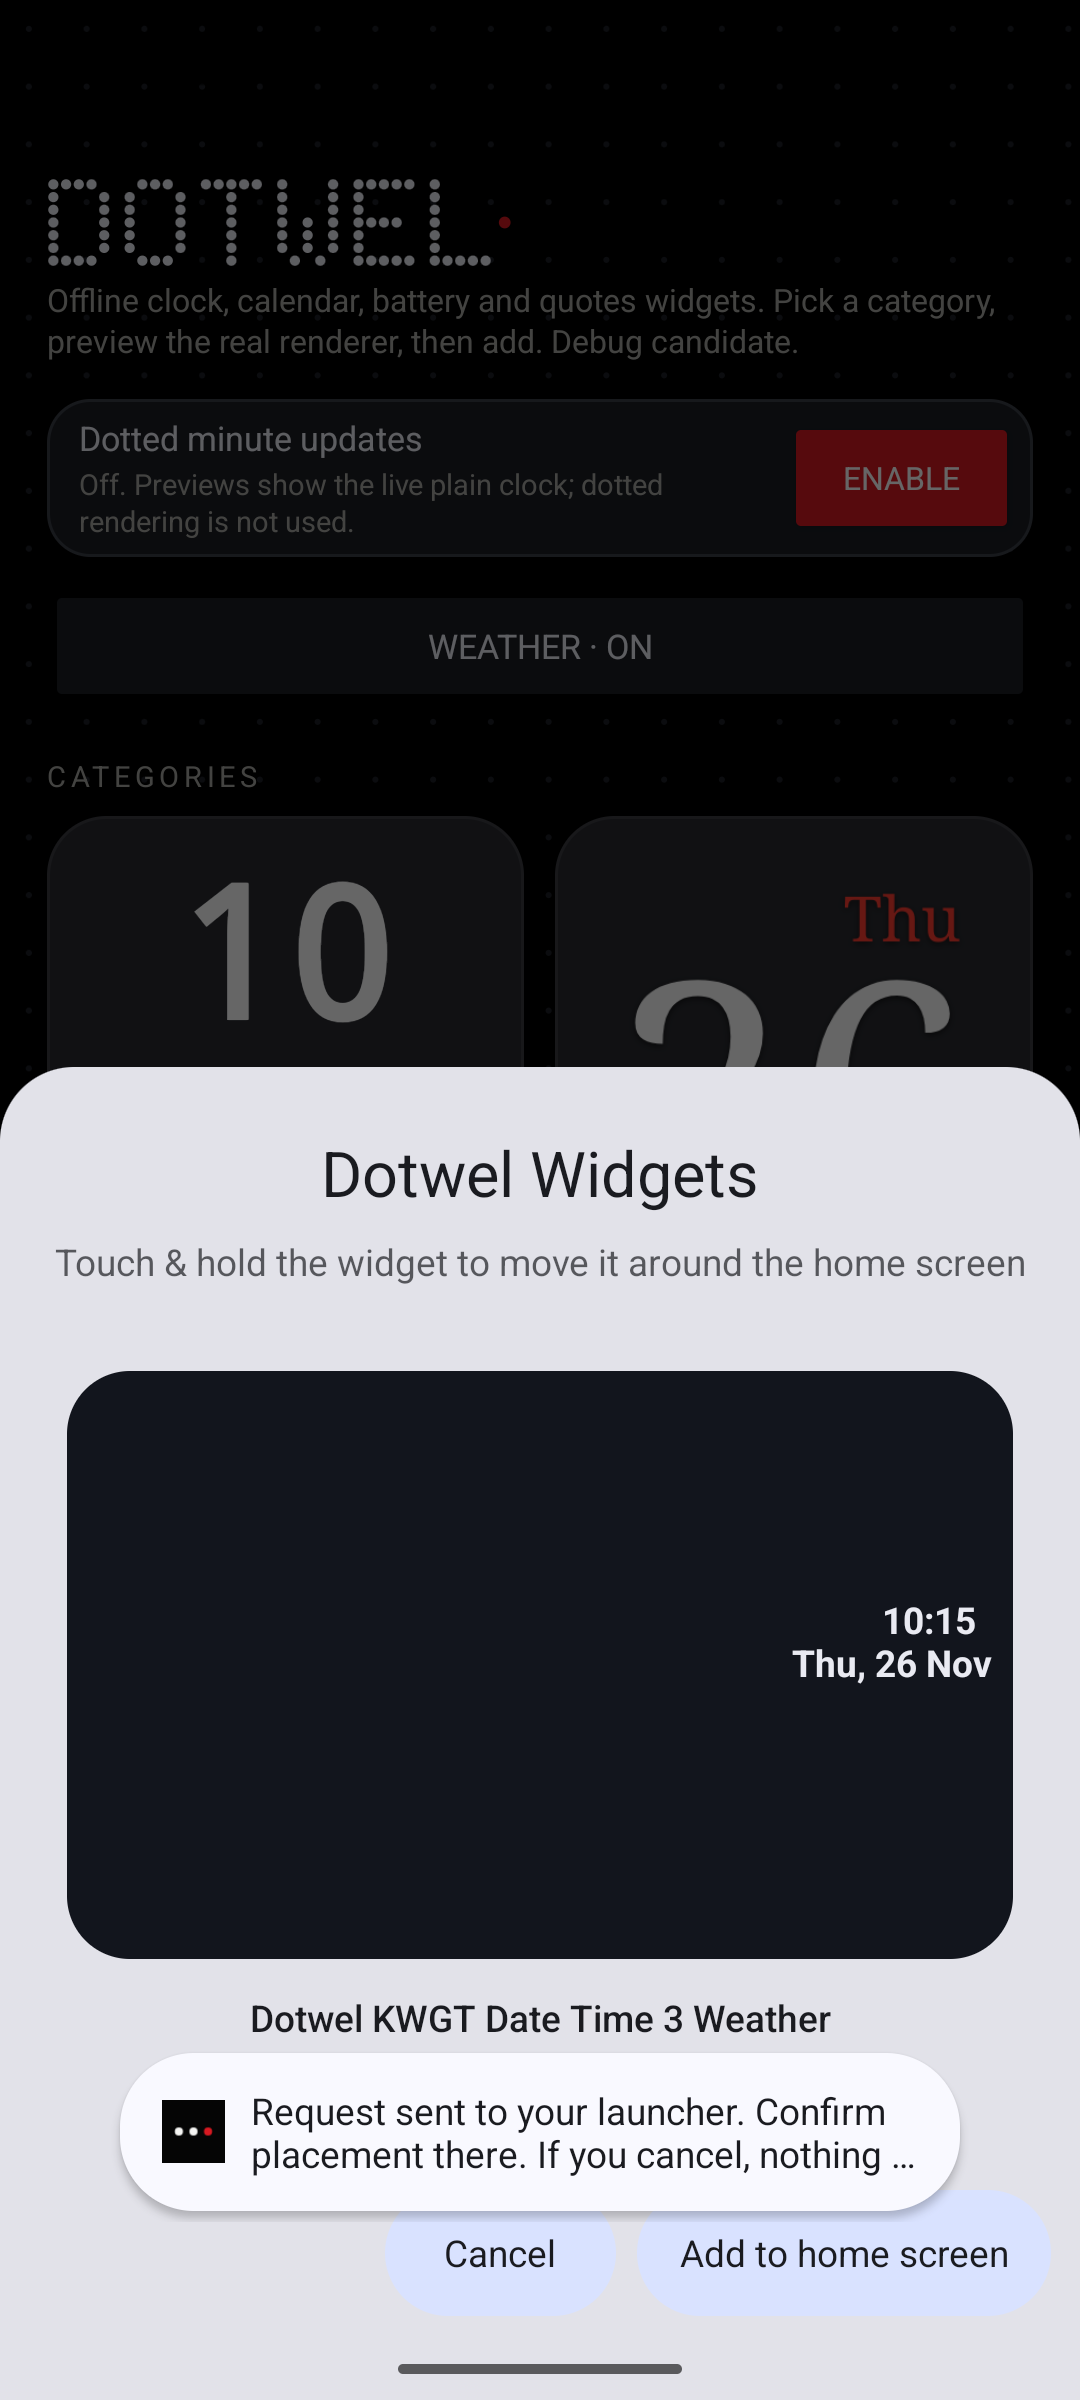 DOTWEL
Offline clock, calendar, battery and quotes widgets. Pick a category,
preview the real renderer, then add. Debug candidate.
Dotted minute updates
Off. Previews show the live plain clock; dotted
rendering is not used.
ENABLE
WEATHER · ON
CATEGORIES
10
Thu
26
Dotwel Widgets
Touch & hold the widget to move it around the home screen
10:15
Thu, 26 Nov
Dotwel KWGT Date Time 3 Weather
Request sent to your launcher. Confirm
placement there. If you cancel, nothing …
Cancel
Add to home screen